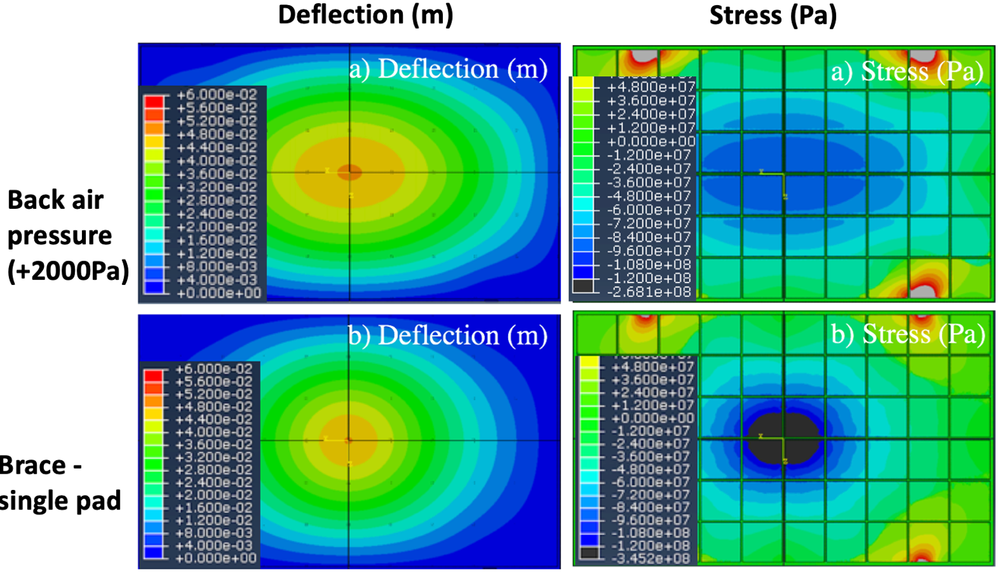 Deflection (m)
Stress (Pa)
Back air
pressure
(+2000Pa)
a) Deflection (m)
+6.000e-02
+5.600e-02
+5.200e-02
+4.800e-02
+4.400e-02
+4.000e-02
+3.600e-02
+3.200e-02
+2.800e-02
+2.400e-02
+2.000e-02
+1.600e-02
+1.200e-02
+8.000e-03
+4.000e-03
+0.000e+00
a) Stress (Pa)
+4.800e+07
+3.600e+07
+2.400e+07
+1.200e+07
+0.000e+00
-1.200e+07
-2.400e+07
-3.600e+07
-4.800e+07
-6.000e+07
-7.200e+07
-8.400e+07
-9.600e+07
-1.080e+08
-1.200e+08
-2.681e+08
Brace -
single pad
b) Deflection (m)
+6.000e-02
+5.600e-02
+5.200e-02
+4.800e-02
+4.400e-02
+4.000e-02
+3.600e-02
+3.200e-02
+2.800e-02
+2.400e-02
+2.000e-02
+1.600e-02
+1.200e-02
+8.000e-03
+4.000e-03
+0.000e+00
b) Stress (Pa)
+4.800e+07
+3.600e+07
+2.400e+07
+1.200e+07
+0.000e+00
-1.200e+07
-2.400e+07
-3.600e+07
-4.800e+07
-6.000e+07
-7.200e+07
-8.400e+07
-9.600e+07
-1.080e+08
-1.200e+08
-3.452e+08